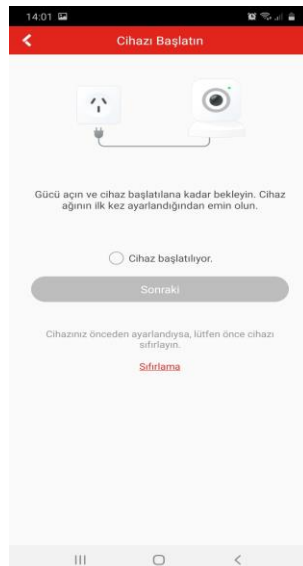 14:01
Cihazı Başlatın
Gücü açın ve cihaz başlatılana kadar bekleyin. Cihaz
ağının ilk kez ayarlandığından emin olun.
Cihaz başlatılıyor.
Sonraki
Cihazınız önceden ayarlandıysa, lütfen önce cihazı
sıfırlayın.
Sıfırlama